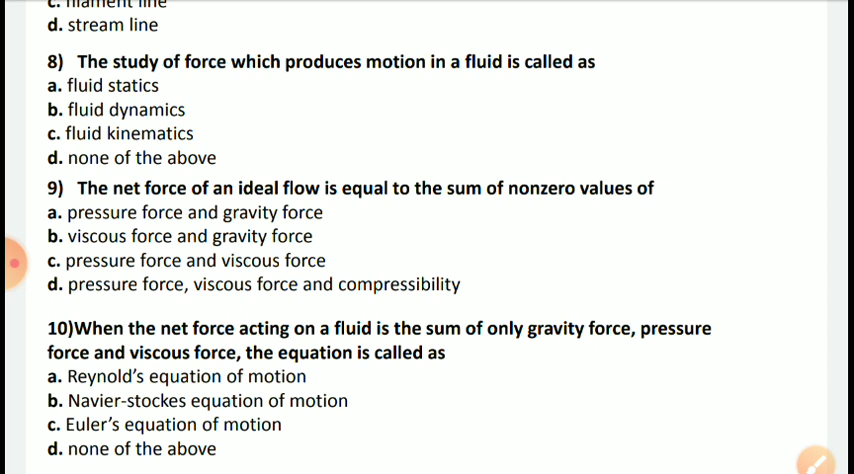 c. filament line
d. stream line
8) The study of force which produces motion in a fluid is called as
a. fluid statics
b. fluid dynamics
c. fluid kinematics
d. none of the above
9) The net force of an ideal flow is equal to the sum of nonzero values of
a. pressure force and gravity force
b. viscous force and gravity force
c. pressure force and viscous force
d. pressure force, viscous force and compressibility
10)When the net force acting on a fluid is the sum of only gravity force, pressure
force and viscous force, the equation is called as
a. Reynold's equation of motion
b. Navier-stockes equation of motion
c. Euler's equation of motion
d. none of the above